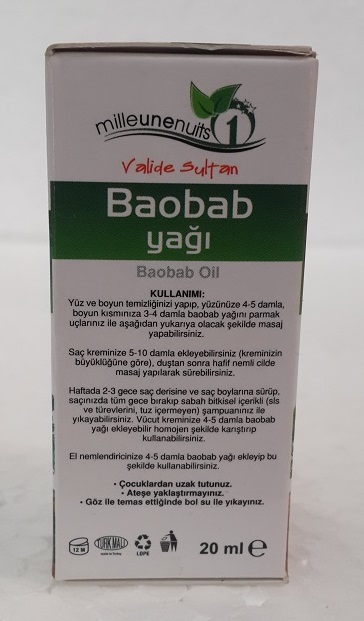 milleunenuits 1
Valide Sultan
Baobab
yağı
Baobab Oil
KULLANIMI:
Yüz ve boyun temizliğinizi yapıp, yüzünüze 4-5 damla,
boyun kısmınıza 3-4 damla baobab yağını parmak
uçlarınız ile aşağıdan yukarıya olacak şekilde masaj
yapabilirsiniz.
Saç kreminize 5-10 damla ekleyebilirsiniz (kreminizin
büyüklüğüne göre), duştan sonra hafif nemli cilde
masaj yapılarak sürebilirsiniz.
Haftada 2-3 gece saç derisine ve saç boylarına sürüp,
saçınızda tüm gece bırakıp sabah bitkisel içerikli (sls
ve türevlerini, tuz içermeyen) şampuanınız ile
yıkayabilirsiniz. Vücut kreminize 4-5 damla baobab
yağı ekleyebilir homojen şekilde karıştırıp
kullanabilirsiniz.
El nemlendiricinize 4-5 damla baobab yağı ekleyip bu
şekilde kullanabilirsiniz.
• Çocuklardan uzak tutunuz.
• Ateşe yaklaştırmayınız.
• Göz ile temas ettiğinde bol su ile yıkayınız.
12 M TÜRK MALI made in Turkey LDPE 20 ml e